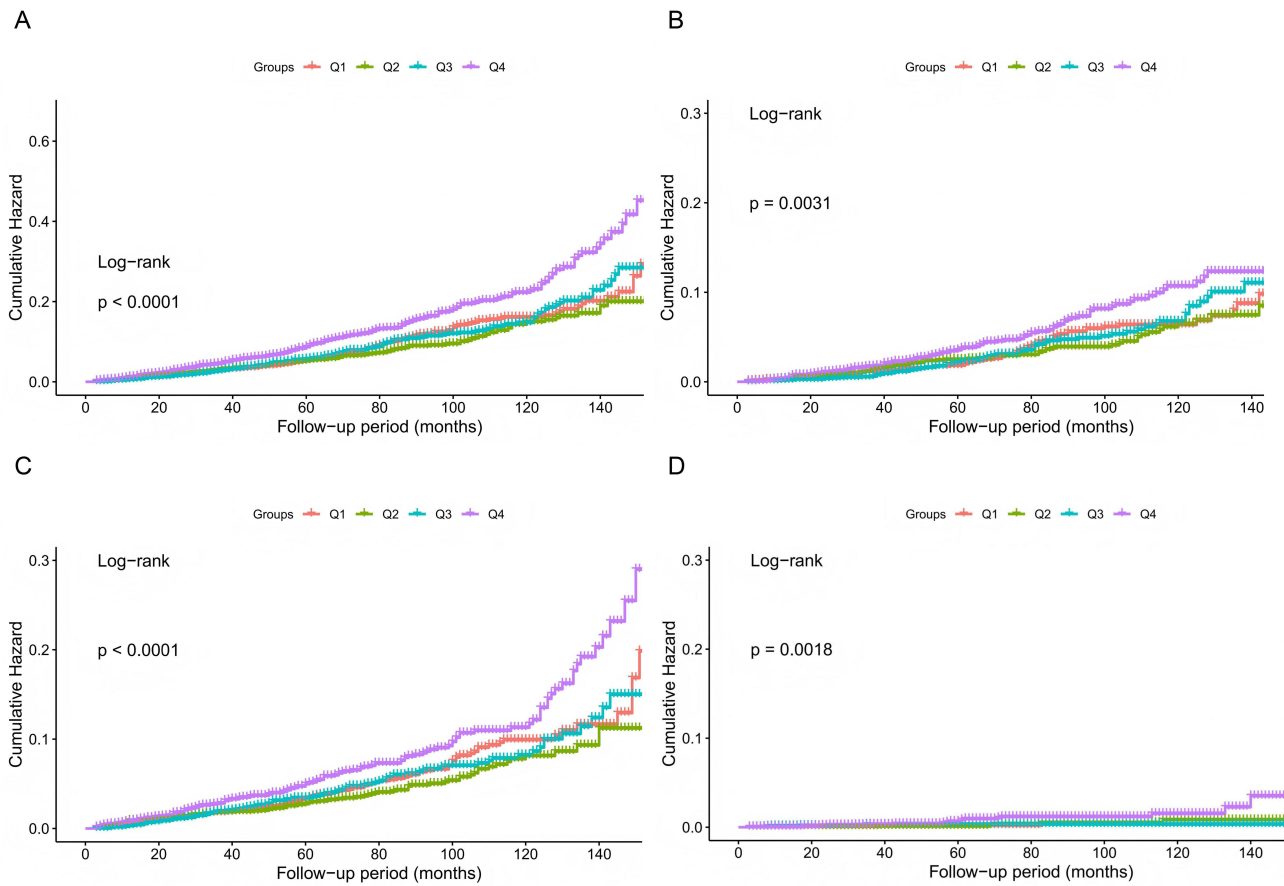 A
Groups Q1 Q2 Q3 Q4
0.6
0.4
0.2
0.0
Cumulative Hazard
Log−rank
p < 0.0001
0 20 40 60 80 100 120 140
Follow−up period (months)
B
Groups Q1 Q2 Q3 Q4
0.3
0.2
0.1
0.0
Cumulative Hazard
Log−rank
p = 0.0031
0 20 40 60 80 100 120 140
Follow−up period (months)
C
Groups Q1 Q2 Q3 Q4
0.3
0.2
0.1
0.0
Cumulative Hazard
Log−rank
p < 0.0001
0 20 40 60 80 100 120 140
Follow−up period (months)
D
Groups Q1 Q2 Q3 Q4
0.3
0.2
0.1
0.0
Cumulative Hazard
Log−rank
p = 0.0018
0 20 40 60 80 100 120 140
Follow−up period (months)